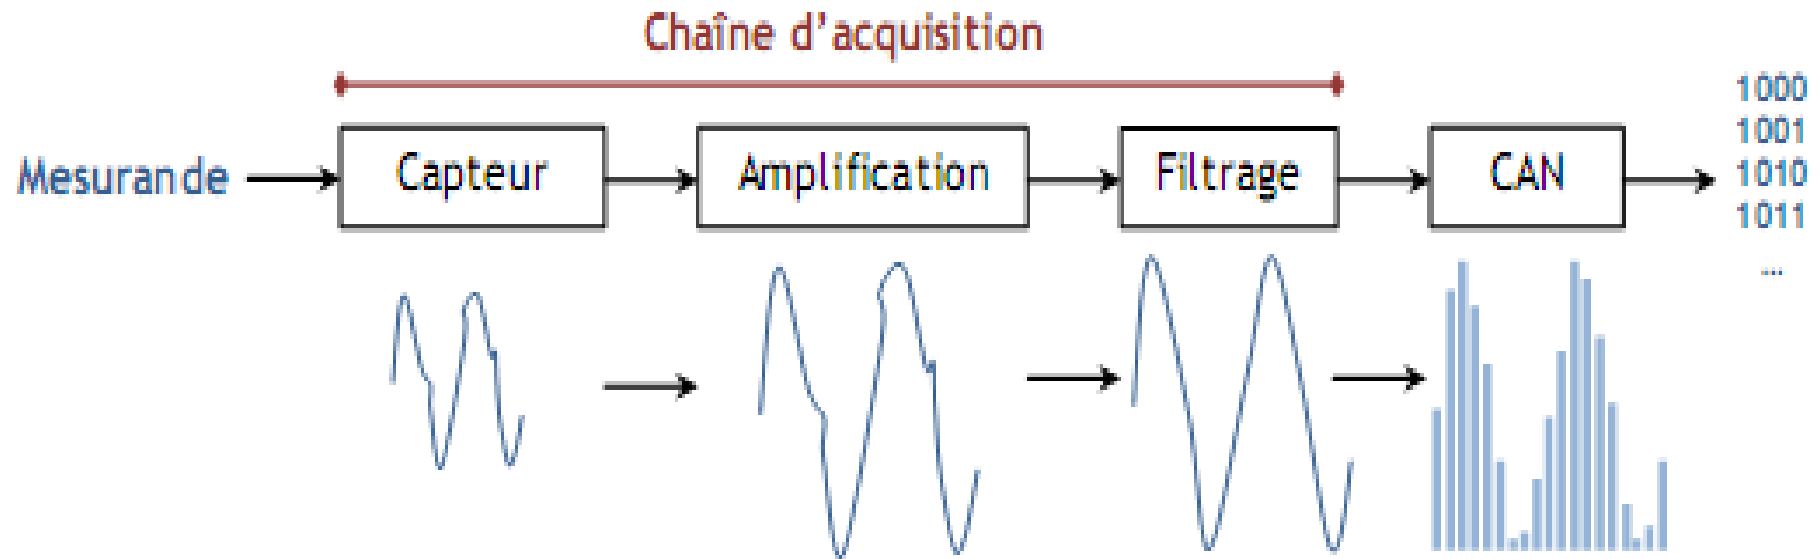 Chaîne d'acquisition
Mesurande
Capteur
Amplification
Filtrage
CAN
1000
1001
1010
1011
...